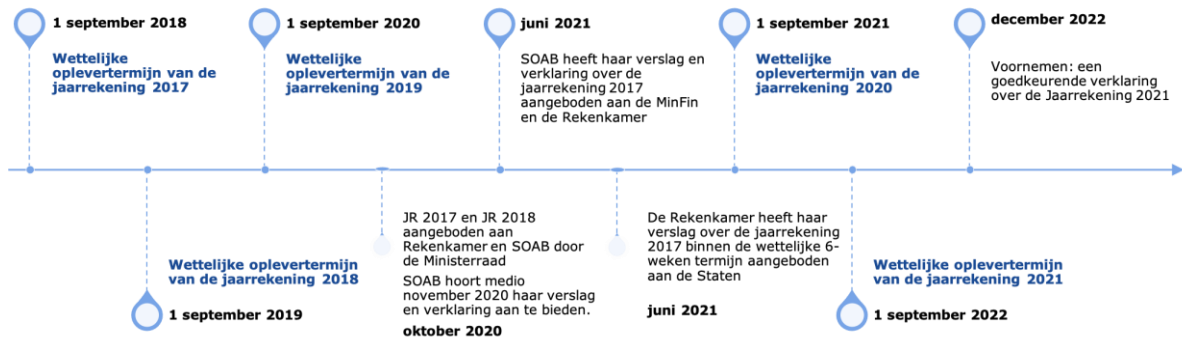 1 september 2018
Wettelijke
oplevertermijn van de
jaarrekening 2017
1 september 2020
Wettelijke
oplevertermijn van de
jaarrekening 2019
juni 2021
SOAB heeft haar verslag en
verklaring over de
jaarrekening 2017
aangeboden aan de MinFin
en de Rekenkamer
1 september 2021
Wettelijke
oplevertermijn van de
jaarrekening 2020
december 2022
Voornemen: een
goedkeurende verklaring
over de Jaarrekening 2021
Wettelijke oplevertermijn
van de jaarrekening 2018
1 september 2019
JR 2017 en JR 2018
aangeboden aan
Rekenkamer en SOAB door
de Ministerraad
SOAB hoort medio
november 2020 haar verslag
en verklaring aan te bieden.
oktober 2020
De Rekenkamer heeft haar
verslag over de jaarrekening
2017 binnen de wettelijke 6-
weken termijn aangeboden
aan de Staten
juni 2021
Wettelijke oplevertermijn
van de jaarrekening 2021
1 september 2022